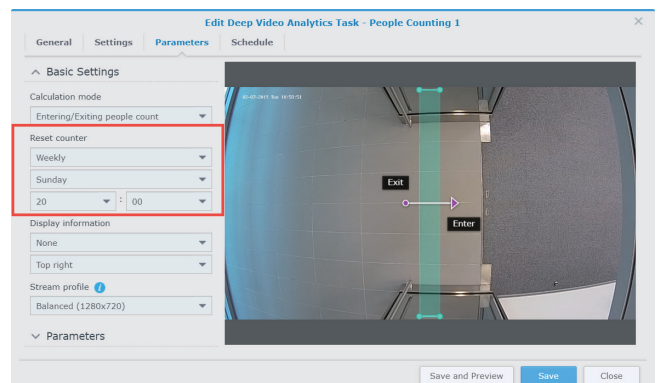 Edit Deep Video Analytics Task - People Counting 1
General Settings Parameters Schedule
Basic Settings
Calculation mode
Entering/Exiting people count
Reset counter
Weekly
Sunday
20 : 00
Display information
None
Top right
Stream profile
Balanced (1280x720)
Parameters
Exit
Enter
Save and Preview Save Close